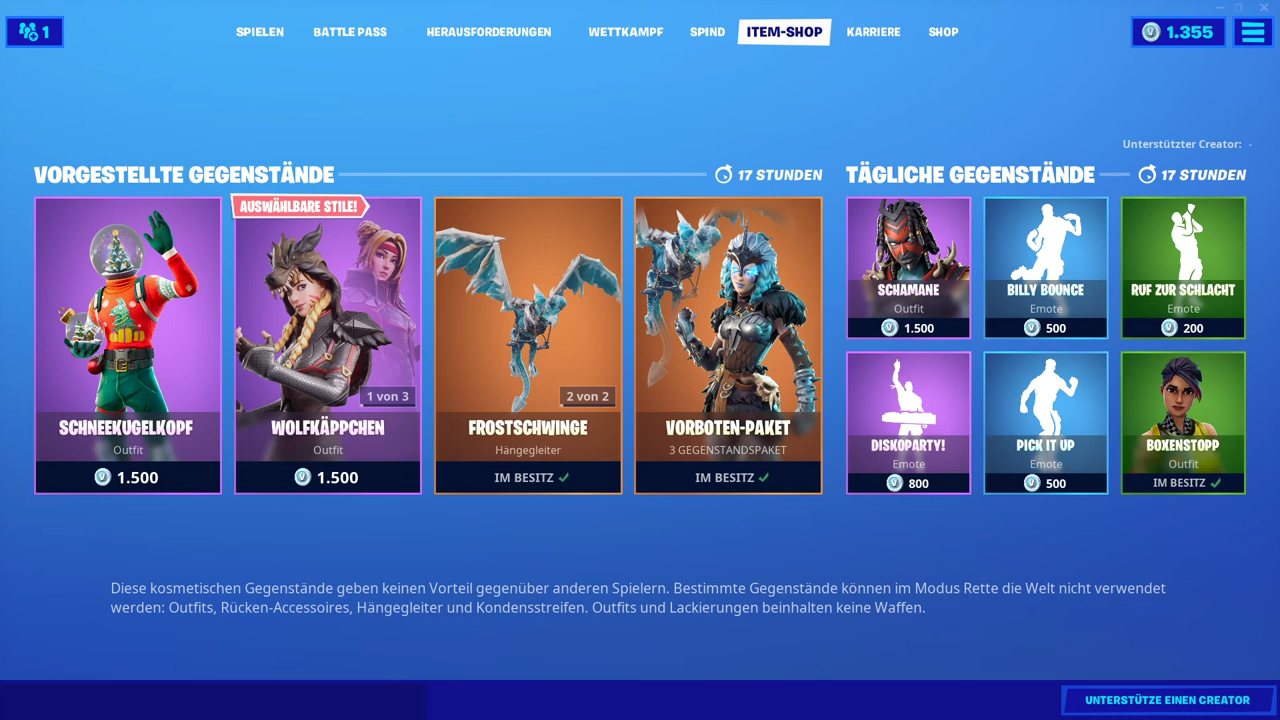 1
SPIELEN
BATTLE PASS
HERAUSFORDERUNGEN
WETTKAMPF
SPIND
ITEM-SHOP
KARRIERE
SHOP
1.355
Unterstützter Creator: -
VORGESTELLTE GEGENSTÄNDE
17 STUNDEN
AUSWÄHLBARE STILE!
SCHNEEKUGELKOPF
Outfit
1.500
1 von 3
WOLFKÄPPCHEN
Outfit
1.500
2 von 2
FROSTSCHWINGE
Hängegleiter
IM BESITZ
VORBOTEN-PAKET
3 GEGENSTANDSPAKET
IM BESITZ
TÄGLICHE GEGENSTÄNDE
17 STUNDEN
SCHAMANE
Outfit
1.500
BILLY BOUNCE
Emote
500
RUF ZUR SCHLACHT
Emote
200
DISKOPARTY!
Emote
800
PICK IT UP
Emote
500
BOXENSTOPP
Outfit
IM BESITZ
Diese kosmetischen Gegenstände geben keinen Vorteil gegenüber anderen Spielern. Bestimmte Gegenstände können im Modus Rette die Welt nicht verwendet
werden: Outfits, Rücken-Accessoires, Hängegleiter und Kondensstreifen. Outfits und Lackierungen beinhalten keine Waffen.
UNTERSTÜTZE EINEN CREATOR